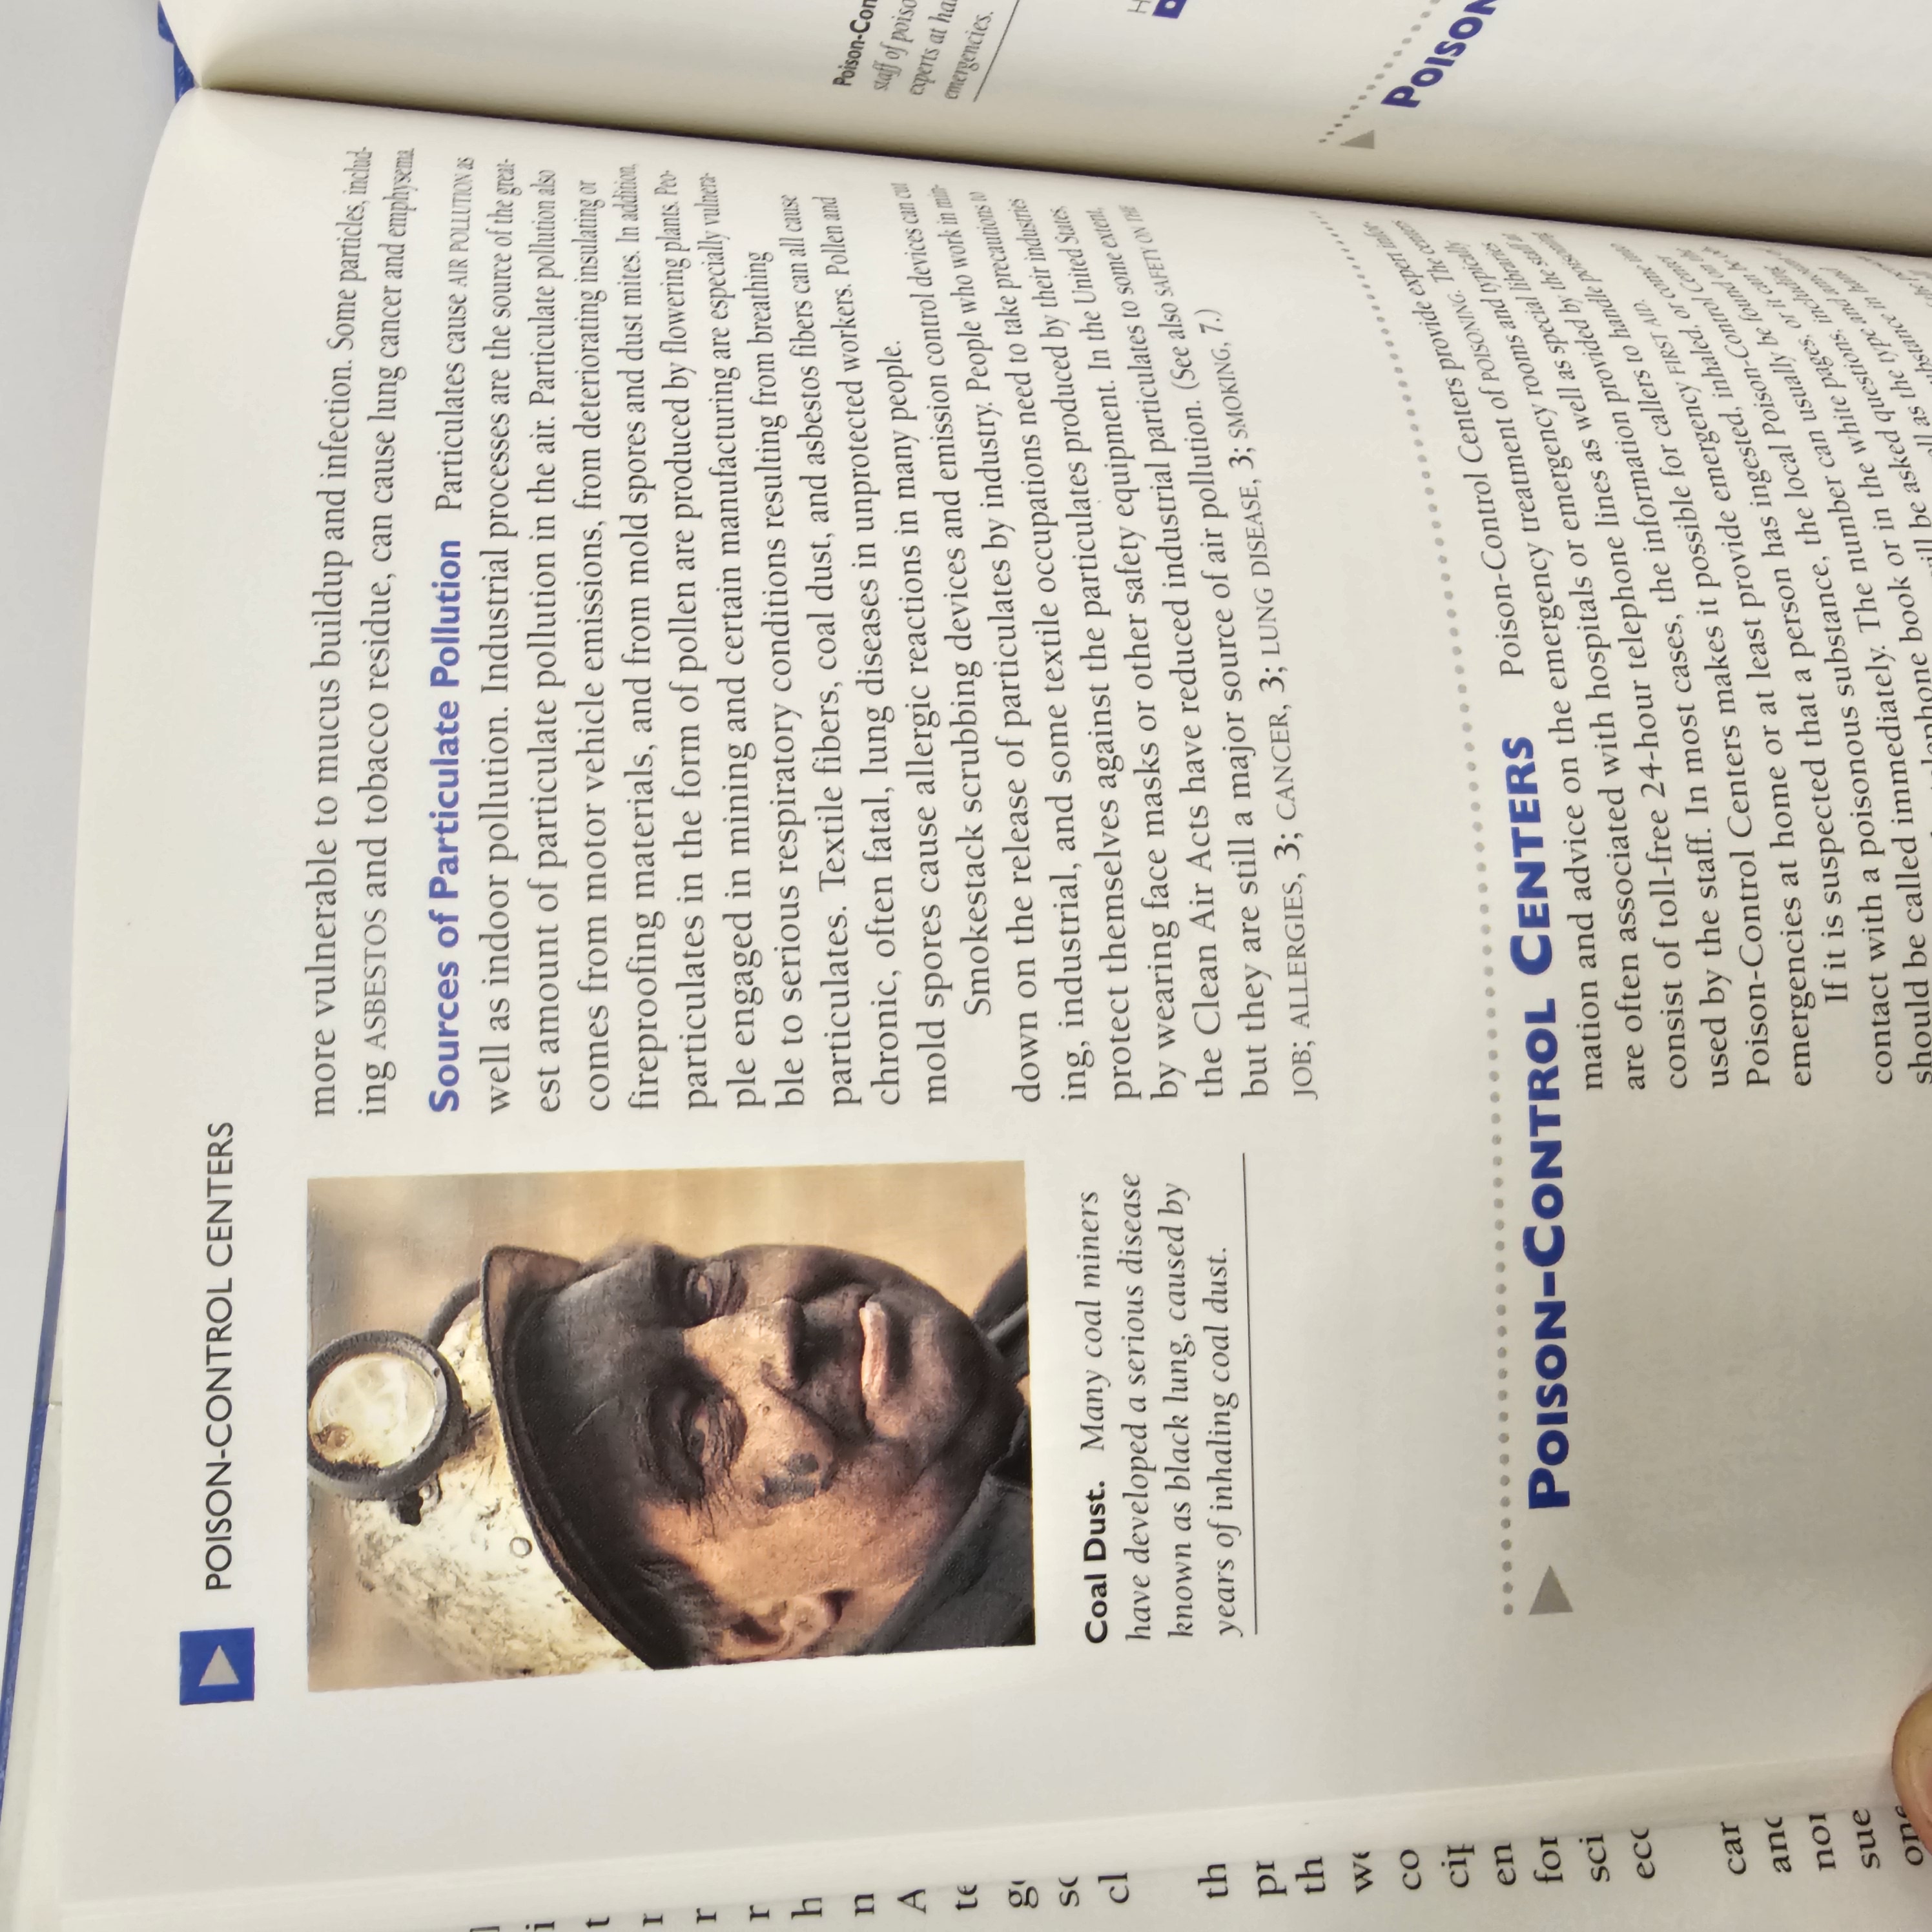 POISON-CONTROL CENTERS
more vulnerable to mucus buildup and infection. Some particles, includ-
ing ASBESTOS and tobacco residue, can cause lung cancer and emphysema.
Sources of Particulate Pollution Particulates cause AIR POLLUTION as
well as indoor pollution. Industrial processes are the source of the great-
est amount of particulate pollution in the air. Particulate pollution also
comes from motor vehicle emissions, from deteriorating insulating or
fireproofing materials, and from mold spores and dust mites. In addition,
particulates in the form of pollen are produced by flowering plants. Peo-
ple engaged in mining and certain manufacturing are especially vulnera-
ble to serious respiratory conditions resulting from breathing
particulates. Textile fibers, coal dust, and asbestos fibers can all cause
chronic, often fatal, lung diseases in unprotected workers. Pollen and
mold spores cause allergic reactions in many people.
Smokestack scrubbing devices and emission control devices can cut
down on the release of particulates by industry. People who work in min-
ing, industrial, and some textile occupations need to take precautions to
protect themselves against the particulates produced by their industries
by wearing face masks or other safety equipment. In the United States,
the Clean Air Acts have reduced industrial particulates to some extent,
but they are still a major source of air pollution. (See also SAFETY ON THE
JOB; ALLERGIES, 3; CANCER, 3; LUNG DISEASE, 3; SMOKING, 7.)
Coal Dust. Many coal miners
have developed a serious disease
known as black lung, caused by
years of inhaling coal dust.
POISON-CONTROL CENTERS Poison-Control Centers provide expert infor-
mation and advice on the emergency treatment of POISONING. The centers
are often associated with hospitals or emergency rooms and typically
consist of toll-free 24-hour telephone lines as well as special libraries
used by the staff. In most cases, the information provided by the staff at
Poison-Control Centers makes it possible for callers to handle poisoning
emergencies at home or at least provide emergency FIRST AID.
If it is suspected that a person has ingested, inhaled, or come into
contact with a poisonous substance, the local Poison-Control Center
should be called immediately. The number can usually be found on the
telephone book or in the white pages, or it can be ob-
will be asked questions, including
as the type and amount
substance in hand
Poison-Con
staff of poiso
experts at ha
emergencies.
POISON